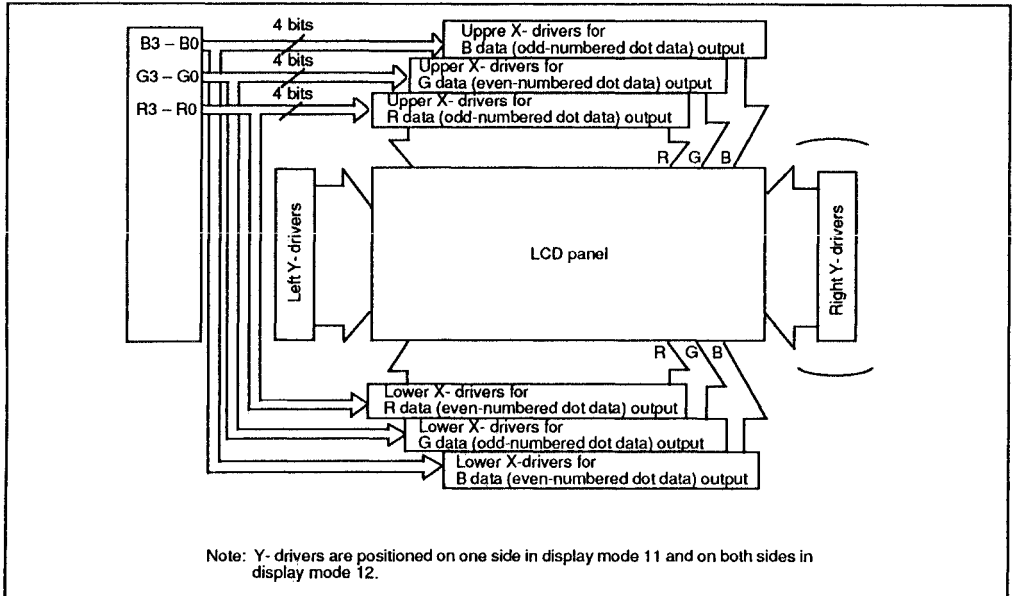 4 bits
B3 – B0
Uppre X- drivers for
B data (odd-numbered dot data) output
4 bits
G3 – G0
Upper X- drivers for
G data (even-numbered dot data) output
4 bits
R3 – R0
Upper X- drivers for
R data (odd-numbered dot data) output
R G B
Left Y- drivers
LCD panel
Right Y- drivers
R G B
Lower X- drivers for
R data (even-numbered dot data) output
Lower X- drivers for
G data (odd-numbered dot data) output
Lower X-drivers for
B data (even-numbered dot data) output
Note: Y- drivers are positioned on one side in display mode 11 and on both sides in
display mode 12.